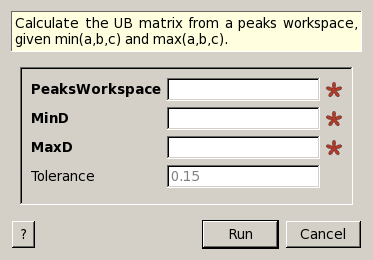 Calculate the UB matrix from a peaks workspace,
given min(a,b,c) and max(a,b,c).
PeaksWorkspace
MinD
MaxD
Tolerance 0.15
? Run Cancel